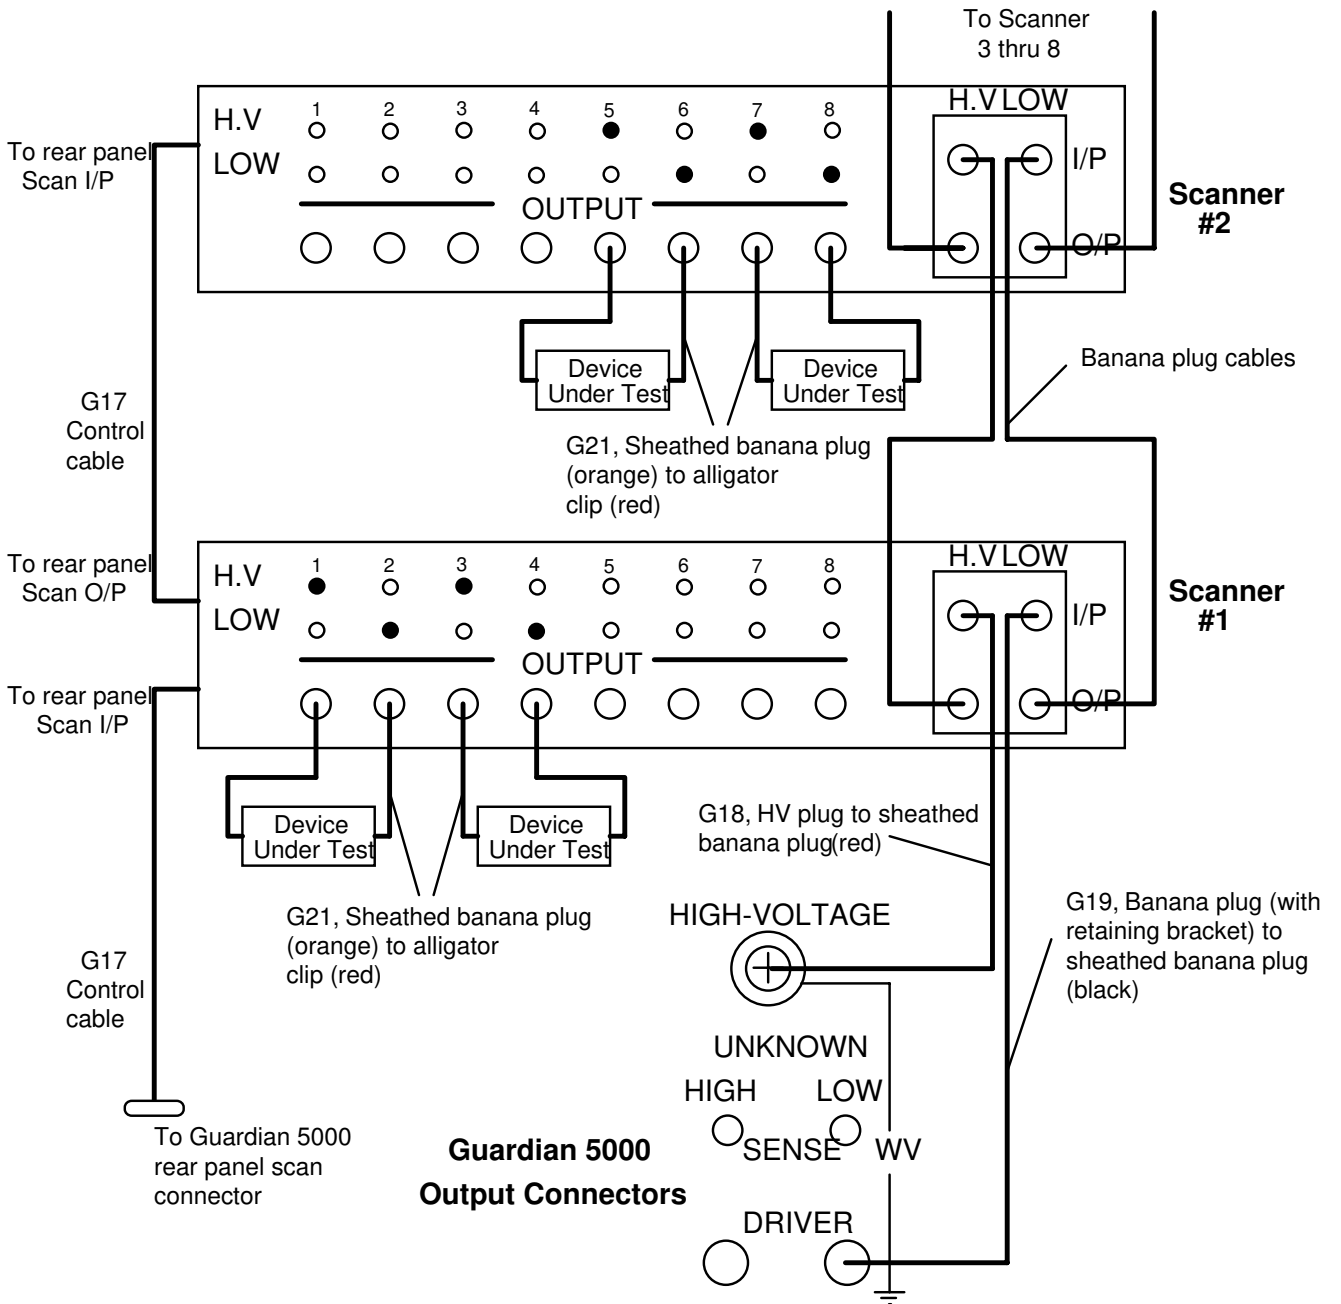 To Scanner
3 thru 8
H.V 1 2 3 4 5 6 7 8
LOW
H.V LOW
I/P
O/P
OUTPUT
To rear panel
Scan I/P
Scanner
#2
Device
Under Test
Device
Under Test
Banana plug cables
G17
Control
cable
G21, Sheathed banana plug
(orange) to alligator
clip (red)
To rear panel
Scan O/P
H.V 1 2 3 4 5 6 7 8
LOW
H.V LOW
I/P
O/P
OUTPUT
Scanner
#1
To rear panel
Scan I/P
Device
Under Test
Device
Under Test
G18, HV plug to sheathed
banana plug(red)
G21, Sheathed banana plug
(orange) to alligator
clip (red)
HIGH-VOLTAGE
G19, Banana plug (with
retaining bracket) to
sheathed banana plug
(black)
G17
Control
cable
UNKNOWN
HIGH LOW
SENSE WV
To Guardian 5000
rear panel scan
connector
Guardian 5000
Output Connectors
DRIVER